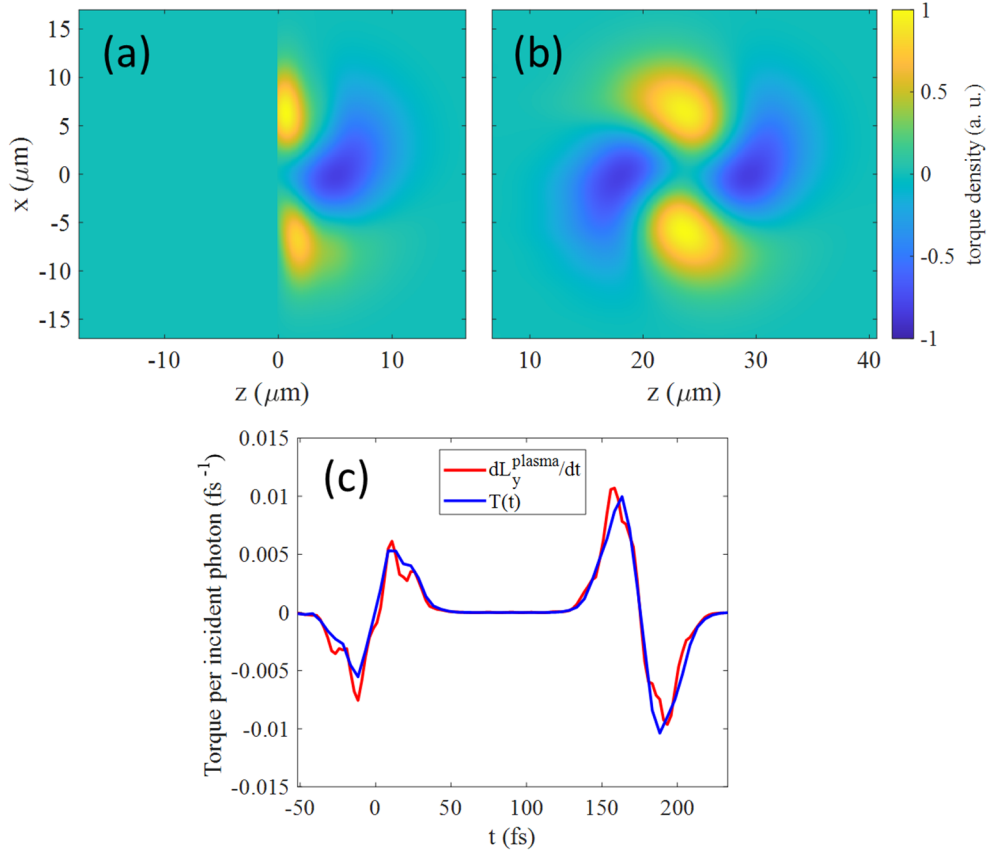 (a)
(b)
15
10
5
0
-5
-10
-15
x (μm)
-10
0
10
z (μm)
10
20
30
40
z (μm)
1
0.5
0
-0.5
-1
torque density (a. u.)
(c)
dL_y^plasma/dt
T(t)
0.015
0.01
0.005
0
-0.005
-0.01
-0.015
Torque per incident photon (fs⁻¹)
-50
0
50
100
150
200
t (fs)